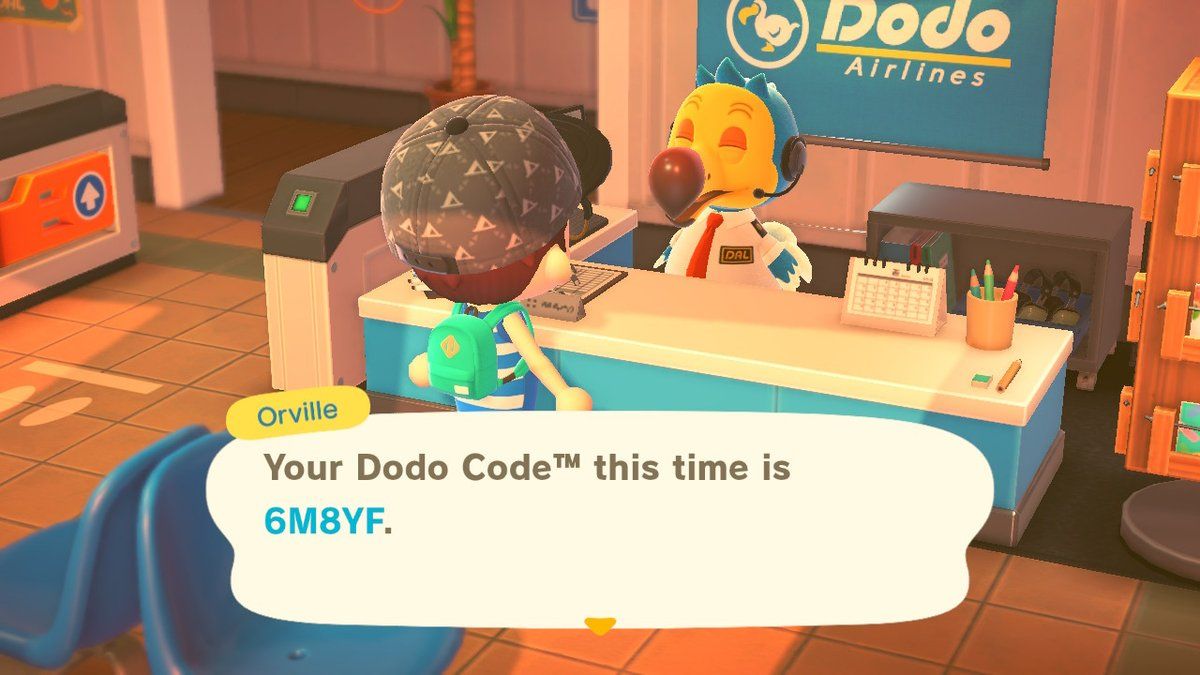 Dodo
Airlines
DAL
Orville
Your Dodo Code™ this time is
6M8YF.